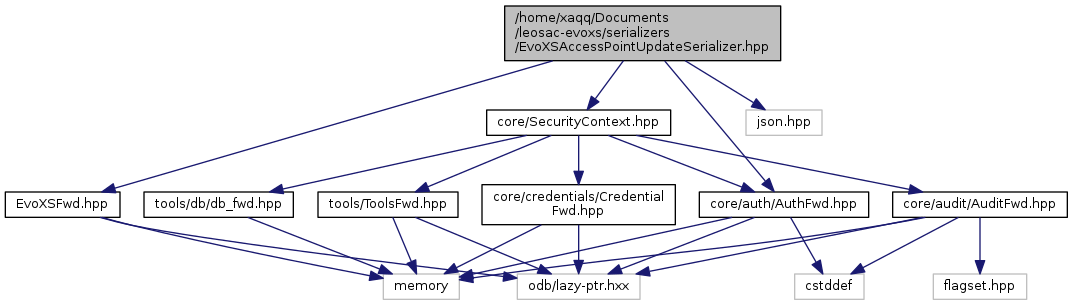 /home/xaqq/Documents
/leosac-evoxs/serializers
/EvoXSAccessPointUpdateSerializer.hpp
core/SecurityContext.hpp
json.hpp
EvoXSFwd.hpp
tools/db/db_fwd.hpp
tools/ToolsFwd.hpp
core/credentials/Credential
Fwd.hpp
core/auth/AuthFwd.hpp
core/audit/AuditFwd.hpp
memory
odb/lazy-ptr.hxx
cstddef
flagset.hpp